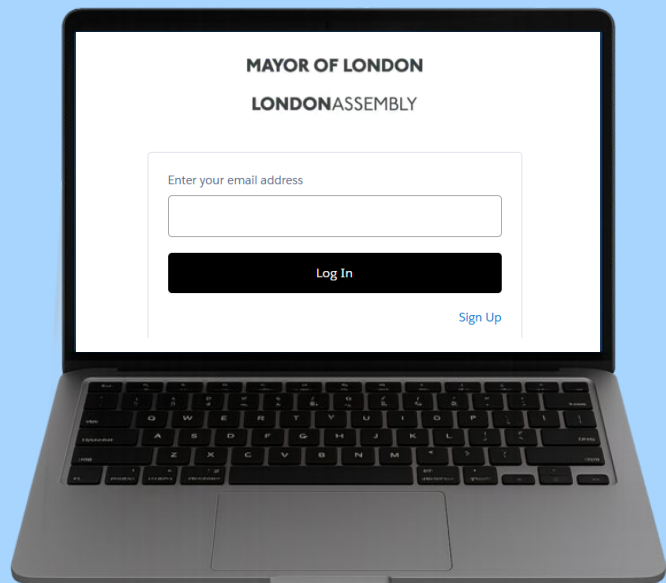 MAYOR OF LONDON
LONDONASSEMBLY
Enter your email address
Log In
Sign Up
Q W E R T Y U I O P
A S D F G H J K L
Z X C V B N M